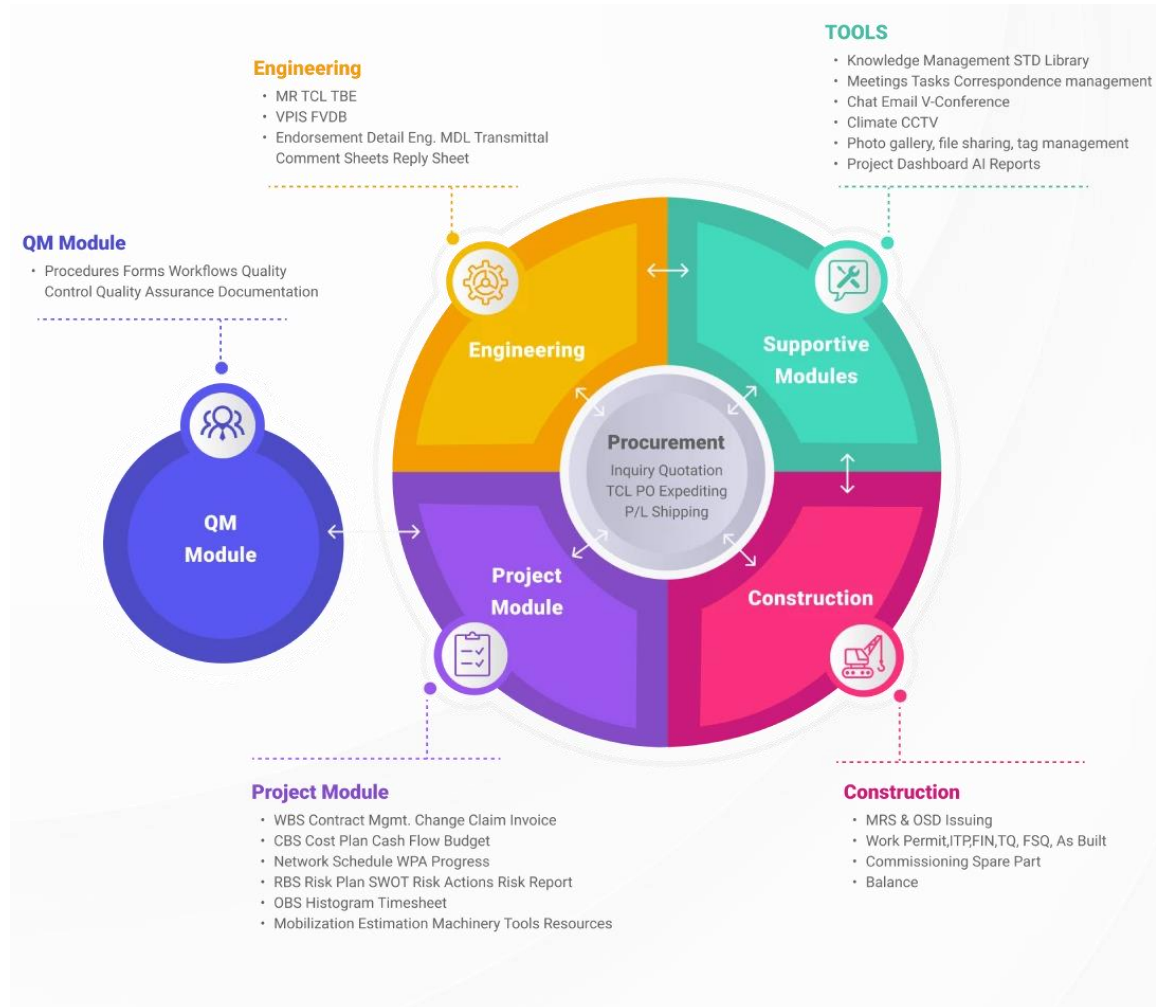 TOOLS
• Knowledge Management STD Library
• Meetings Tasks Correspondence management
• Chat Email V-Conference
• Climate CCTV
• Photo gallery, file sharing, tag management
• Project Dashboard AI Reports
Engineering
• MR TCL TBE
• VPIS FVDB
• Endorsement Detail Eng. MDL Transmittal
Comment Sheets Reply Sheet
QM Module
• Procedures Forms Workflows Quality
Control Quality Assurance Documentation
Engineering
Supportive
Modules
Procurement
Inquiry Quotation
TCL PO Expediting
P/L Shipping
QM
Module
Project
Module
Construction
Project Module
• WBS Contract Mgmt. Change Claim Invoice
• CBS Cost Plan Cash Flow Budget
• Network Schedule WPA Progress
• RBS Risk Plan SWOT Risk Actions Risk Report
• OBS Histogram Timesheet
• Mobilization Estimation Machinery Tools Resources
Construction
• MRS & OSD Issuing
• Work Permit,ITP,FIN,TQ, FSQ, As Built
• Commissioning Spare Part
• Balance